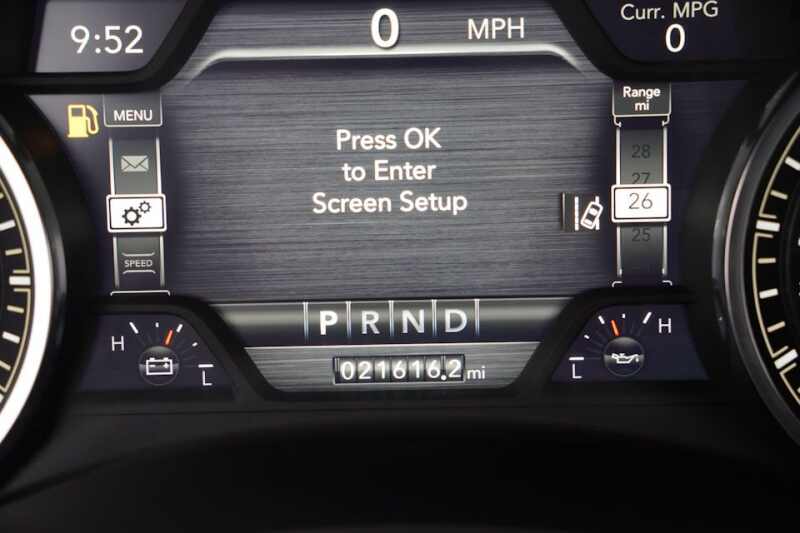 9:52
0 MPH
Curr. MPG
0
MENU
Range
mi
Press OK
to Enter
Screen Setup
28
27
26
25
SPEED
P R N D
H
L
021616.2 mi
L
H